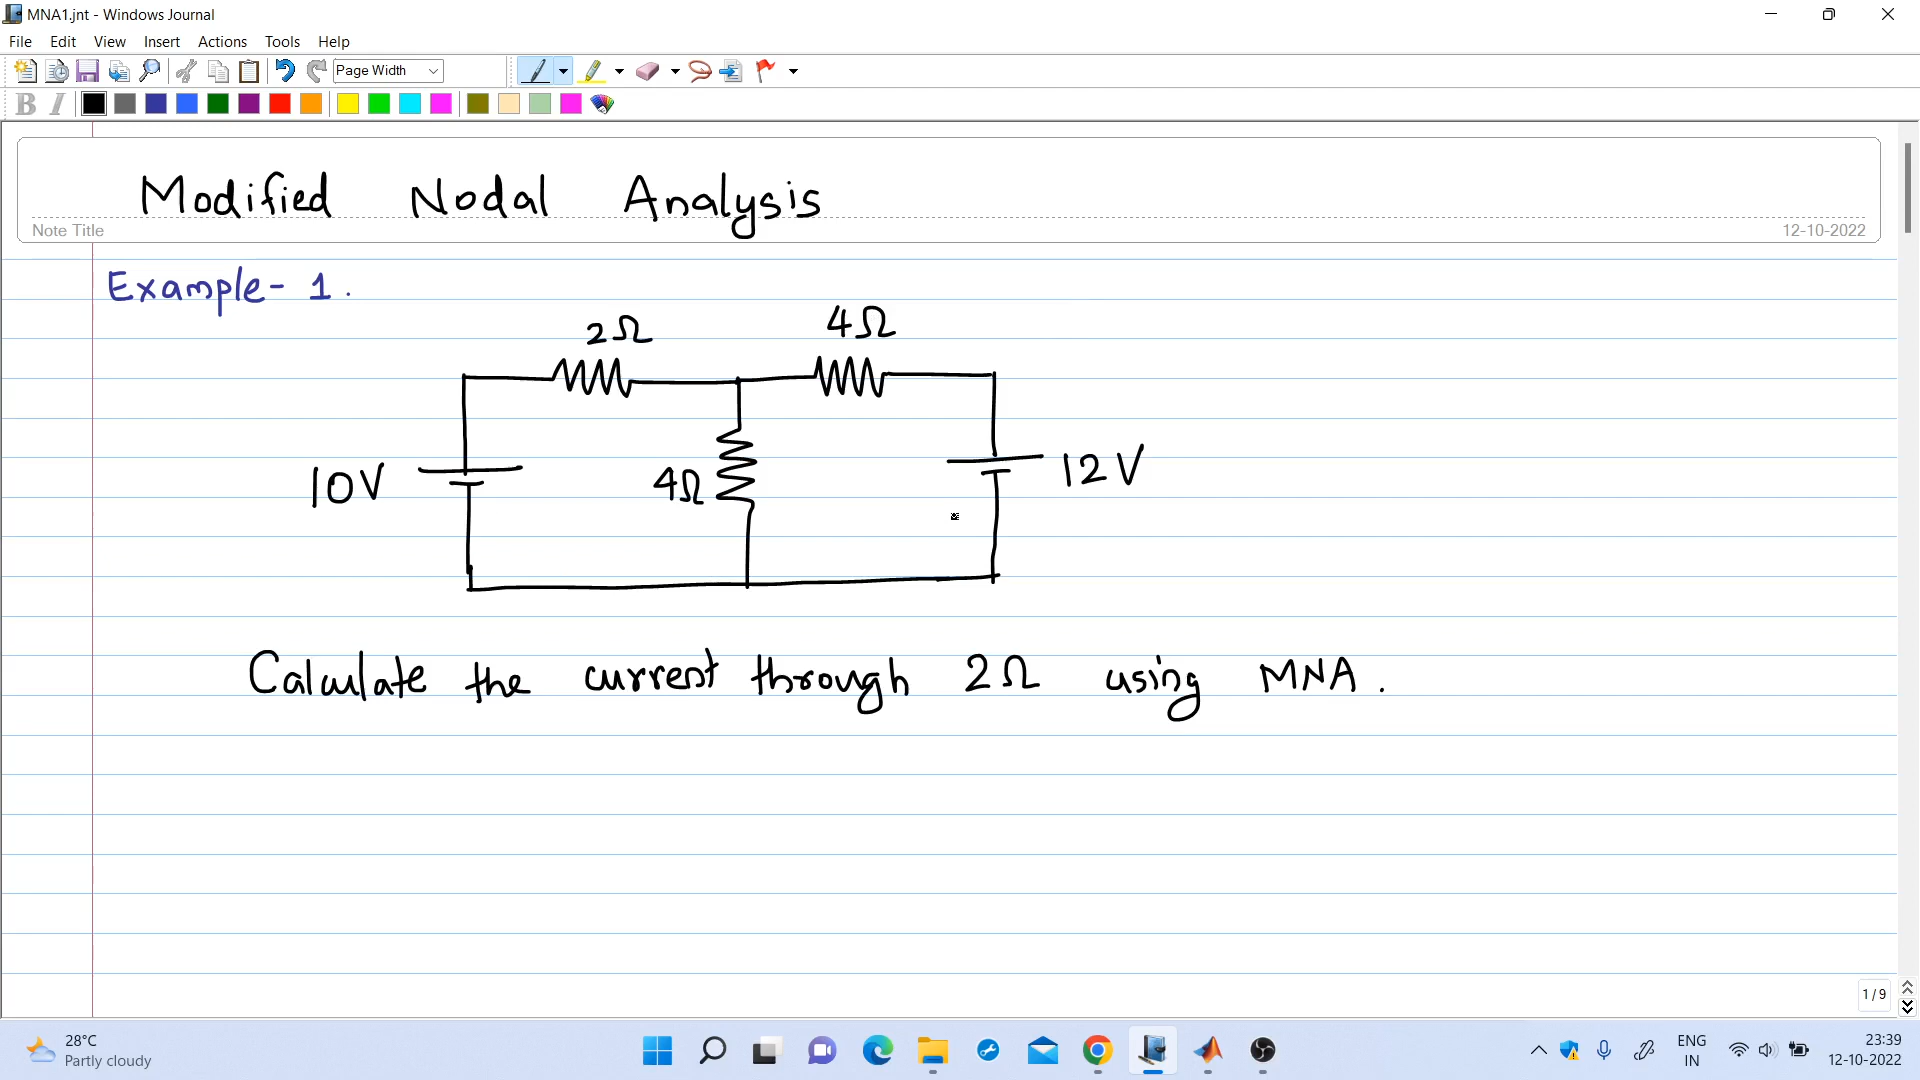 MNA1.jnt - Windows Journal
File Edit View Insert Actions Tools Help
Page Width
B I
Modified Nodal Analysis
Note Title
12-10-2022
Example- 1.
2Ω
4Ω
10V
4Ω
12V
Calculate the current through 2Ω using MNA.
1 / 9
28°C
Partly cloudy
ENG
IN
23:39
12-10-2022